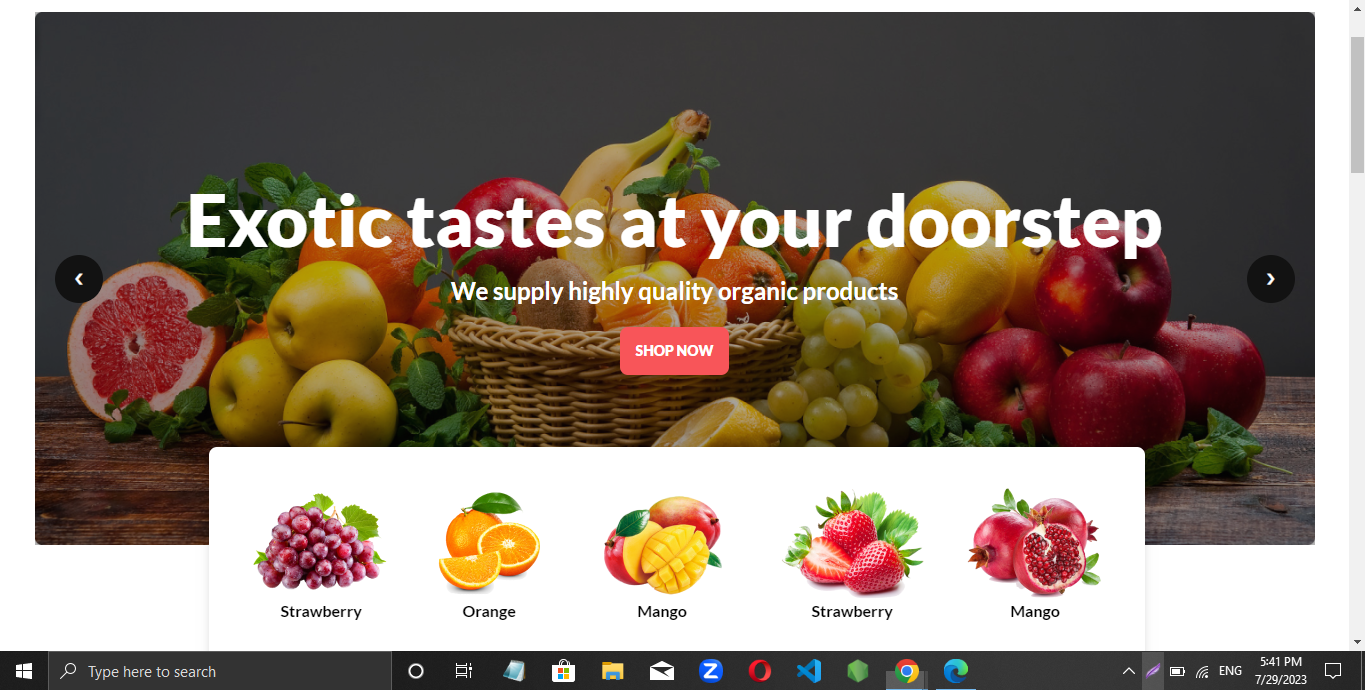 Exotic tastes at your doorstep
We supply highly quality organic products
SHOP NOW
Strawberry
Orange
Mango
Strawberry
Mango
Type here to search
ENG
5:41 PM
7/29/2023